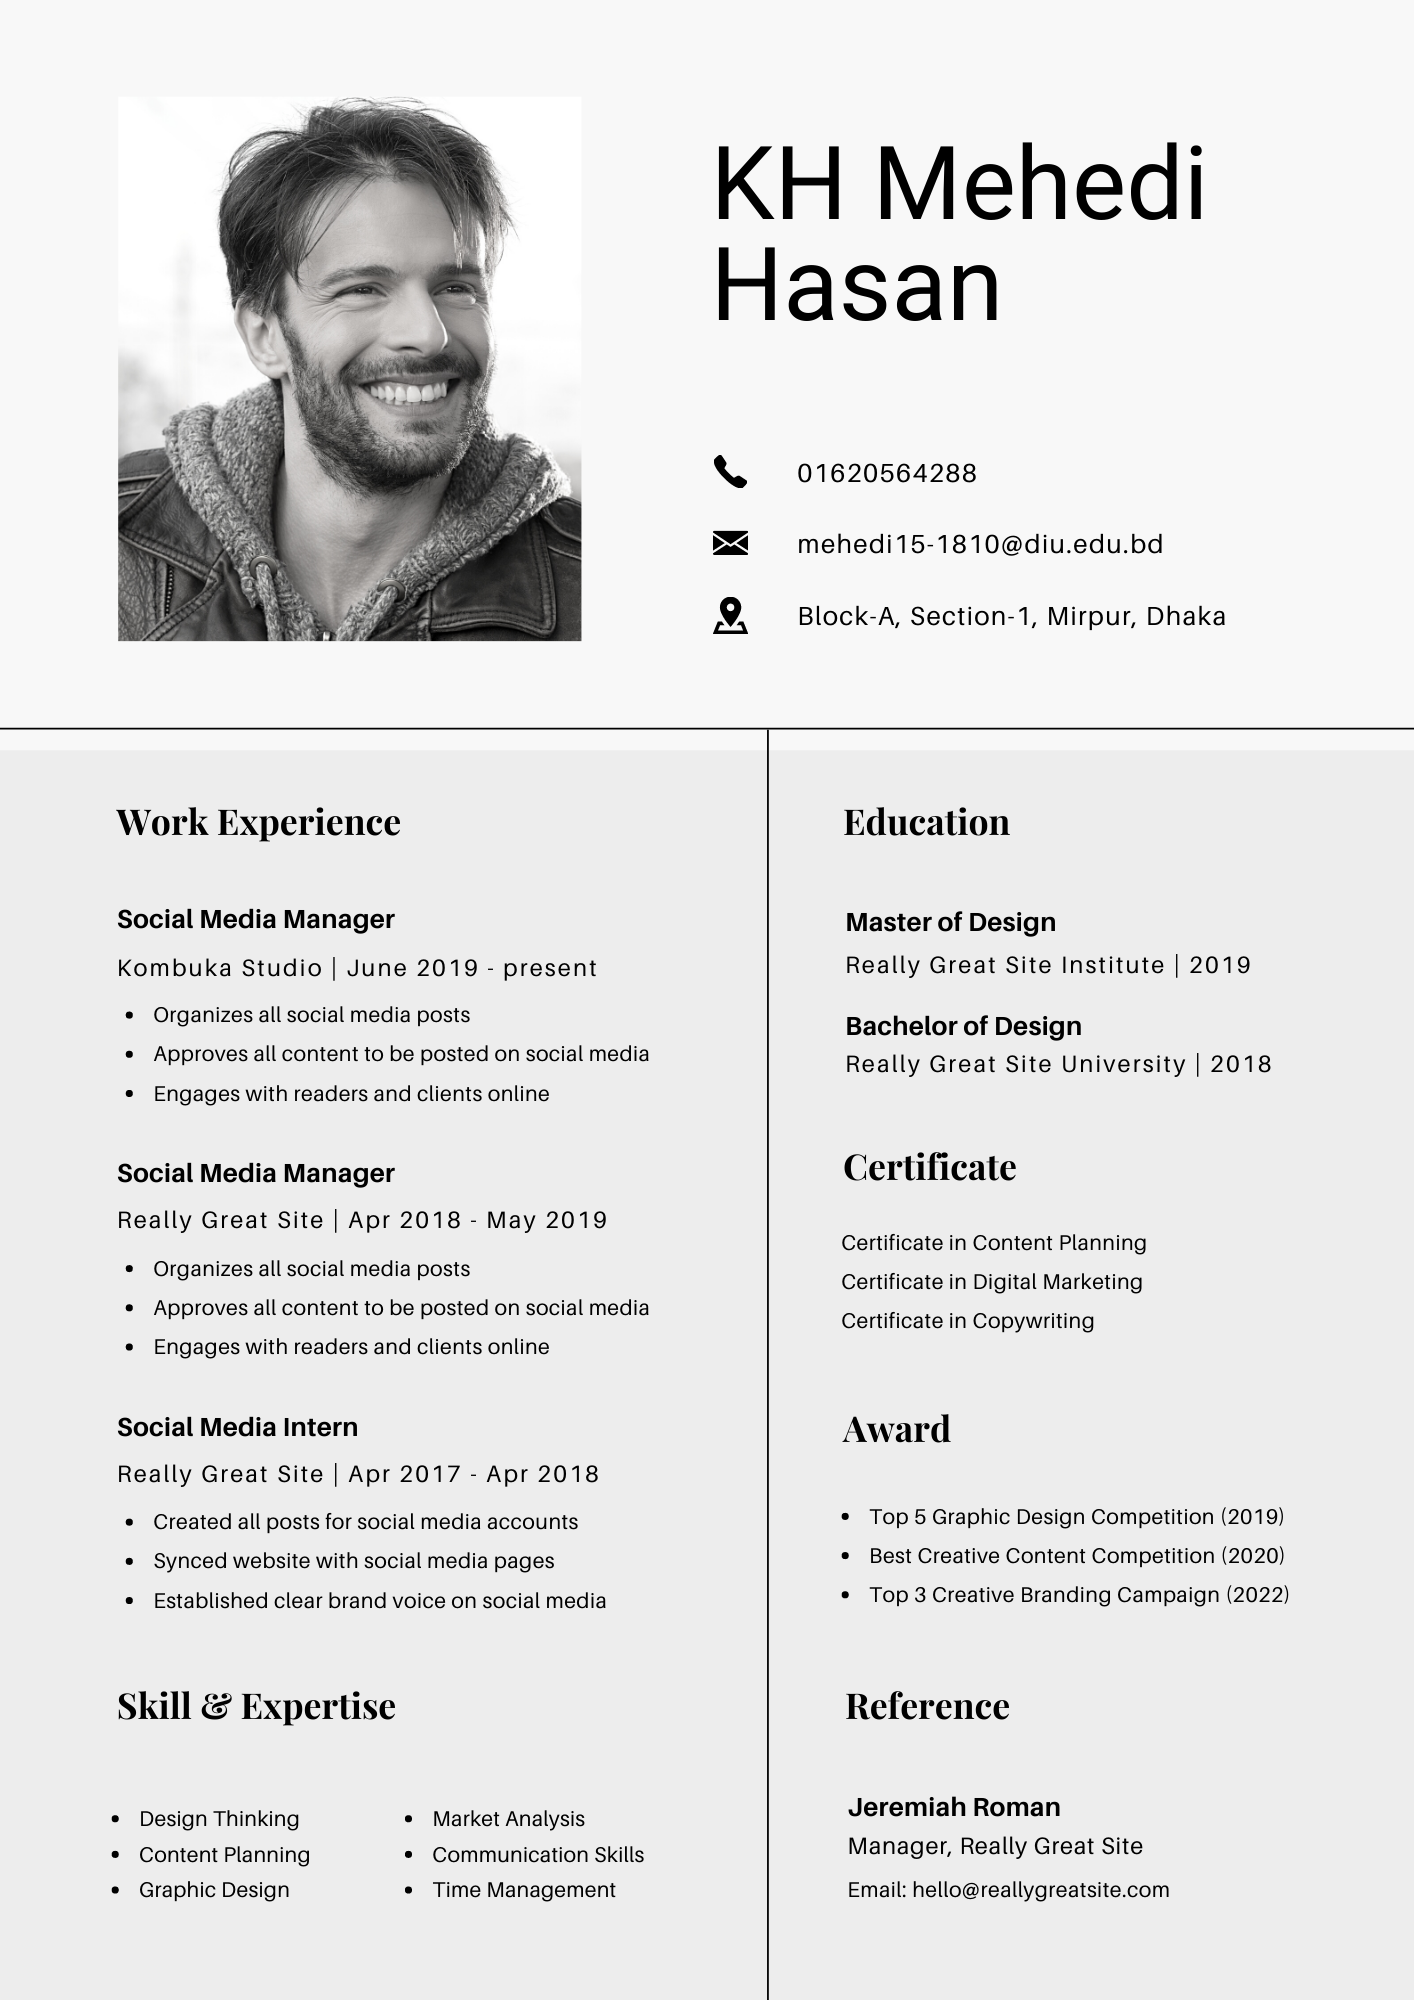 KH Mehedi
Hasan
01620564288
mehedi15-1810@diu.edu.bd
Block-A, Section-1, Mirpur, Dhaka
Work Experience
Social Media Manager
Kombuka Studio | June 2019 - present
• Organizes all social media posts
• Approves all content to be posted on social media
• Engages with readers and clients online
Social Media Manager
Really Great Site | Apr 2018 - May 2019
• Organizes all social media posts
• Approves all content to be posted on social media
• Engages with readers and clients online
Social Media Intern
Really Great Site | Apr 2017 - Apr 2018
• Created all posts for social media accounts
• Synced website with social media pages
• Established clear brand voice on social media
Skill & Expertise
• Design Thinking
• Content Planning
• Graphic Design
• Market Analysis
• Communication Skills
• Time Management
Education
Master of Design
Really Great Site Institute | 2019
Bachelor of Design
Really Great Site University | 2018
Certificate
Certificate in Content Planning
Certificate in Digital Marketing
Certificate in Copywriting
Award
• Top 5 Graphic Design Competition (2019)
• Best Creative Content Competition (2020)
• Top 3 Creative Branding Campaign (2022)
Reference
Jeremiah Roman
Manager, Really Great Site
Email: hello@reallygreatsite.com